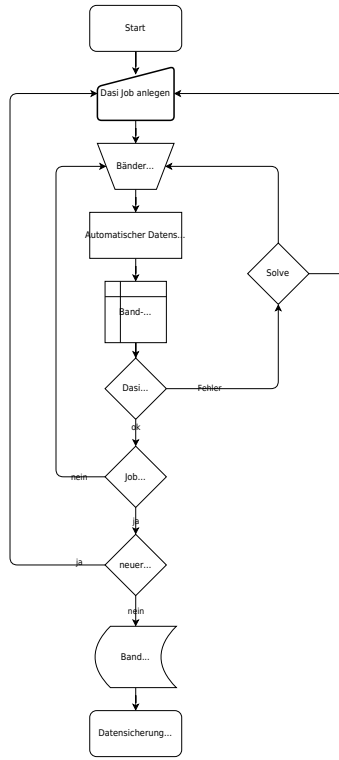 Start
Dasi Job anlegen
Bänder...
Automatischer Datens...
Solve
Band-...
Dasi...
Fehler
ok
Job...
nein
ja
neuer...
ja
nein
Band...
Datensicherung...